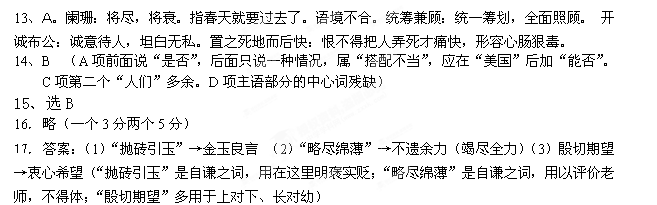 13、A。阑珊：将尽，将衰。指春天就要过去了。语境不合。统筹兼顾：统一筹划，全面照顾。 开
诚布公：诚意待人，坦白无私。置之死地而后快：恨不得把人弄死才痛快，形容心肠狠毒。
14、B （A项前面说“是否”，后面只说一种情况，属“搭配不当”，应在“美国”后加“能否”。
C项第二个“人们”多余。D项主语部分的中心词残缺）
15、选B
16．略（一个3分两个5分）
17．答案：（1）“抛砖引玉”→金玉良言 （2）“略尽绵薄”→不遗余力（竭尽全力）（3）殷切期望
→衷心希望（“抛砖引玉”是自谦之词，用在这里明褒实贬；“略尽绵薄”是自谦之词，用以评价老
师，不得体；“殷切期望”多用于上对下、长对幼）